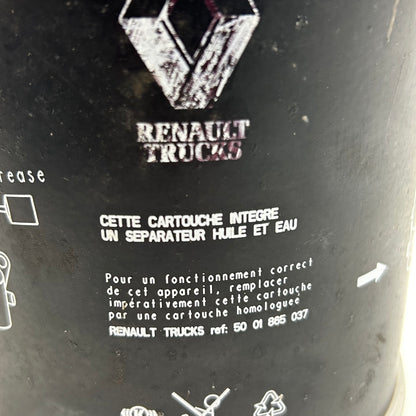 RENAULT
TRUCKS
rease
CETTE CARTOUCHE INTEGRE
UN SEPARATEUR HUILE ET EAU
Pour un fonctionnement correct
de cet appareil, remplacer
impérativement cette cartouche
par une cartouche homologuée
RENAULT TRUCKS ref: 50 01 865 037